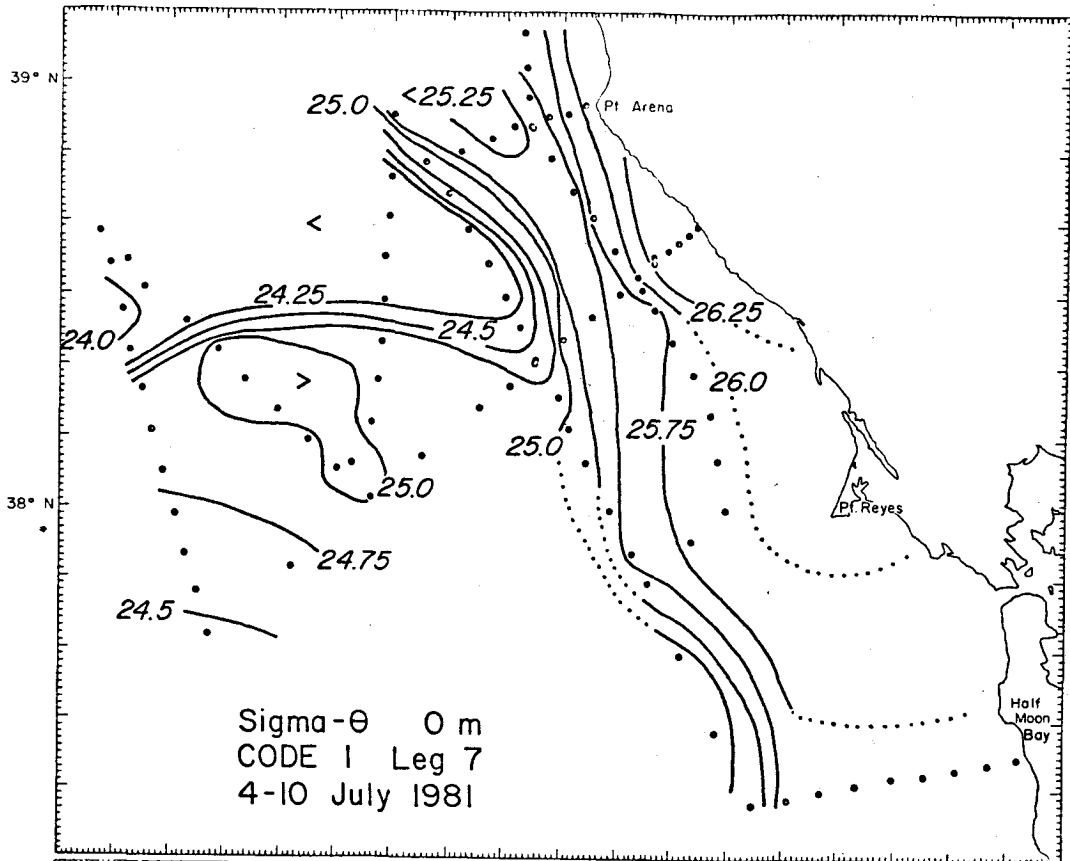 39° N
25.0
<25.25
Pt Arena
<
24.25
24.5
24.0
26.25
>
26.0
25.75
25.0
25.0
38° N
Pt. Reyes
24.75
24.5
Half
Moon
Bay
Sigma-θ 0 m
CODE 1 Leg 7
4-10 July 1981